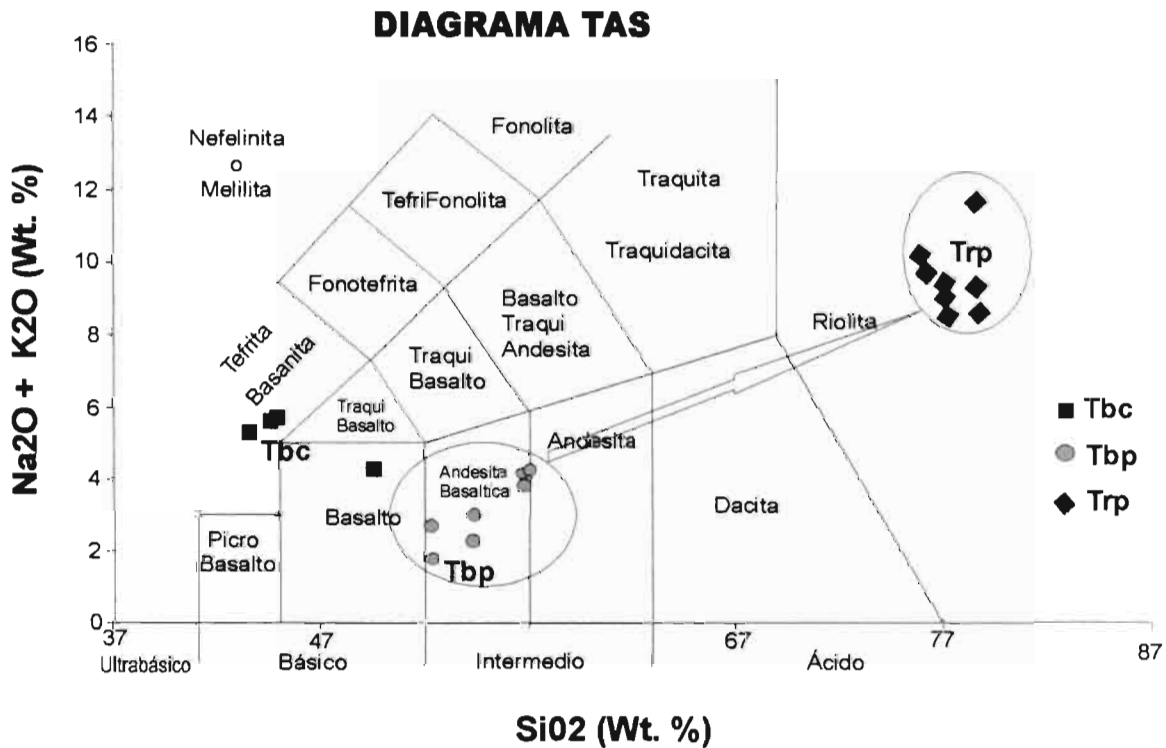 DIAGRAMA TAS
Na2O + K2O (Wt. %)
16
14
12
10
8
6
4
2
0
Nefelinita
o
Melilita
Fonolita
TefriFonolita
Traquita
Traquidacita
Fonotefrita
Basalto
Traqui
Andesita
Tefrita
Basanita
Traqui
Basalto
Traqui
Basalto
Riolita
Trp
Tbc
Andesita
Andesita
Basaltica
Basalto
Dacita
Picro
Basalto
Tbp
Tbc
Tbp
Trp
37
47
67
77
87
Ultrabásico
Básico
Intermedio
Ácido
Si02 (Wt. %)